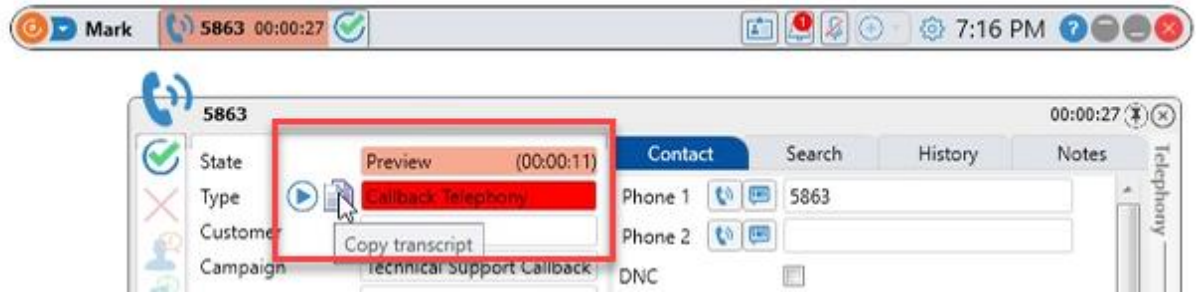 Mark 5863 00:00:27 1 7:16 PM ?
5863 00:00:27
State Preview (00:00:11)
Type Callback Telephony
Customer
Copy transcript
Campaign Technical Support Callback
Contact Search History Notes
Phone 1 5863
Phone 2
DNC
Telephony